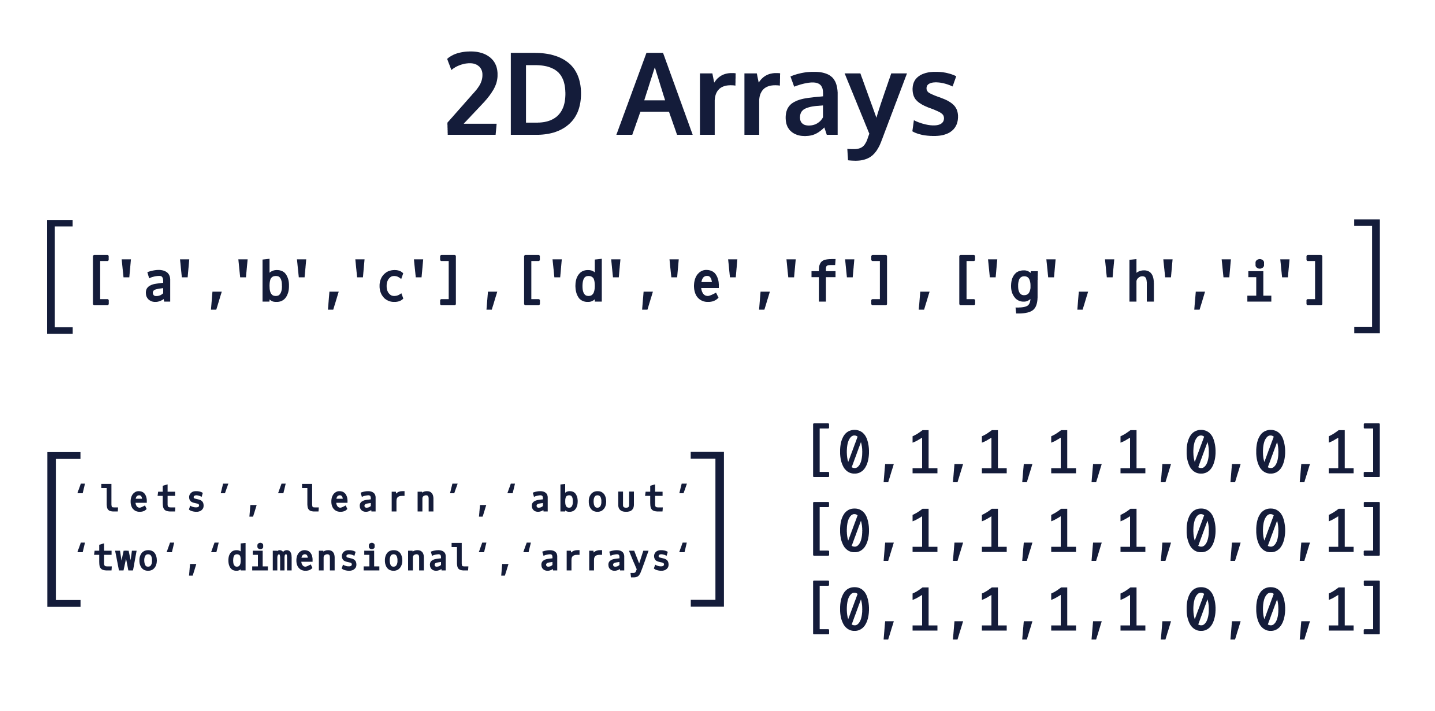 2D Arrays
[['a','b','c'],['d','e','f'],['g','h','i']]
[‘lets’,‘learn’,‘about’
‘two‘,‘dimensional‘,‘arrays‘]
[0,1,1,1,1,0,0,1]
[0,1,1,1,1,0,0,1]
[0,1,1,1,1,0,0,1]